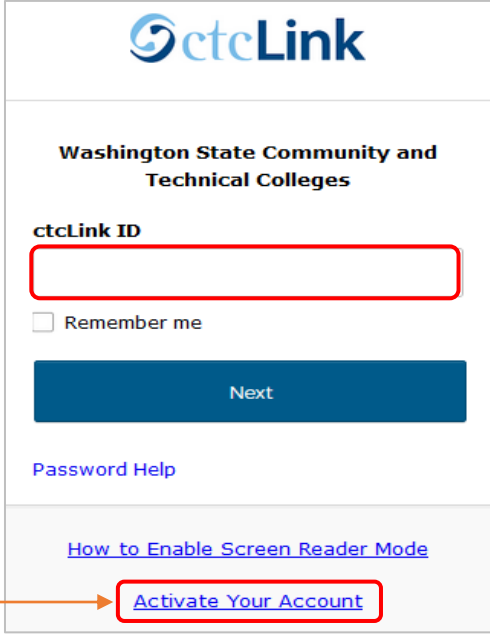 ctcLink
Washington State Community and
Technical Colleges
ctcLink ID
Remember me
Next
Password Help
How to Enable Screen Reader Mode
Activate Your Account